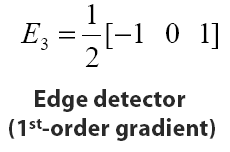 E₃ = 1/2 [−1 0 1]
Edge detector
(1ˢᵗ-order gradient)